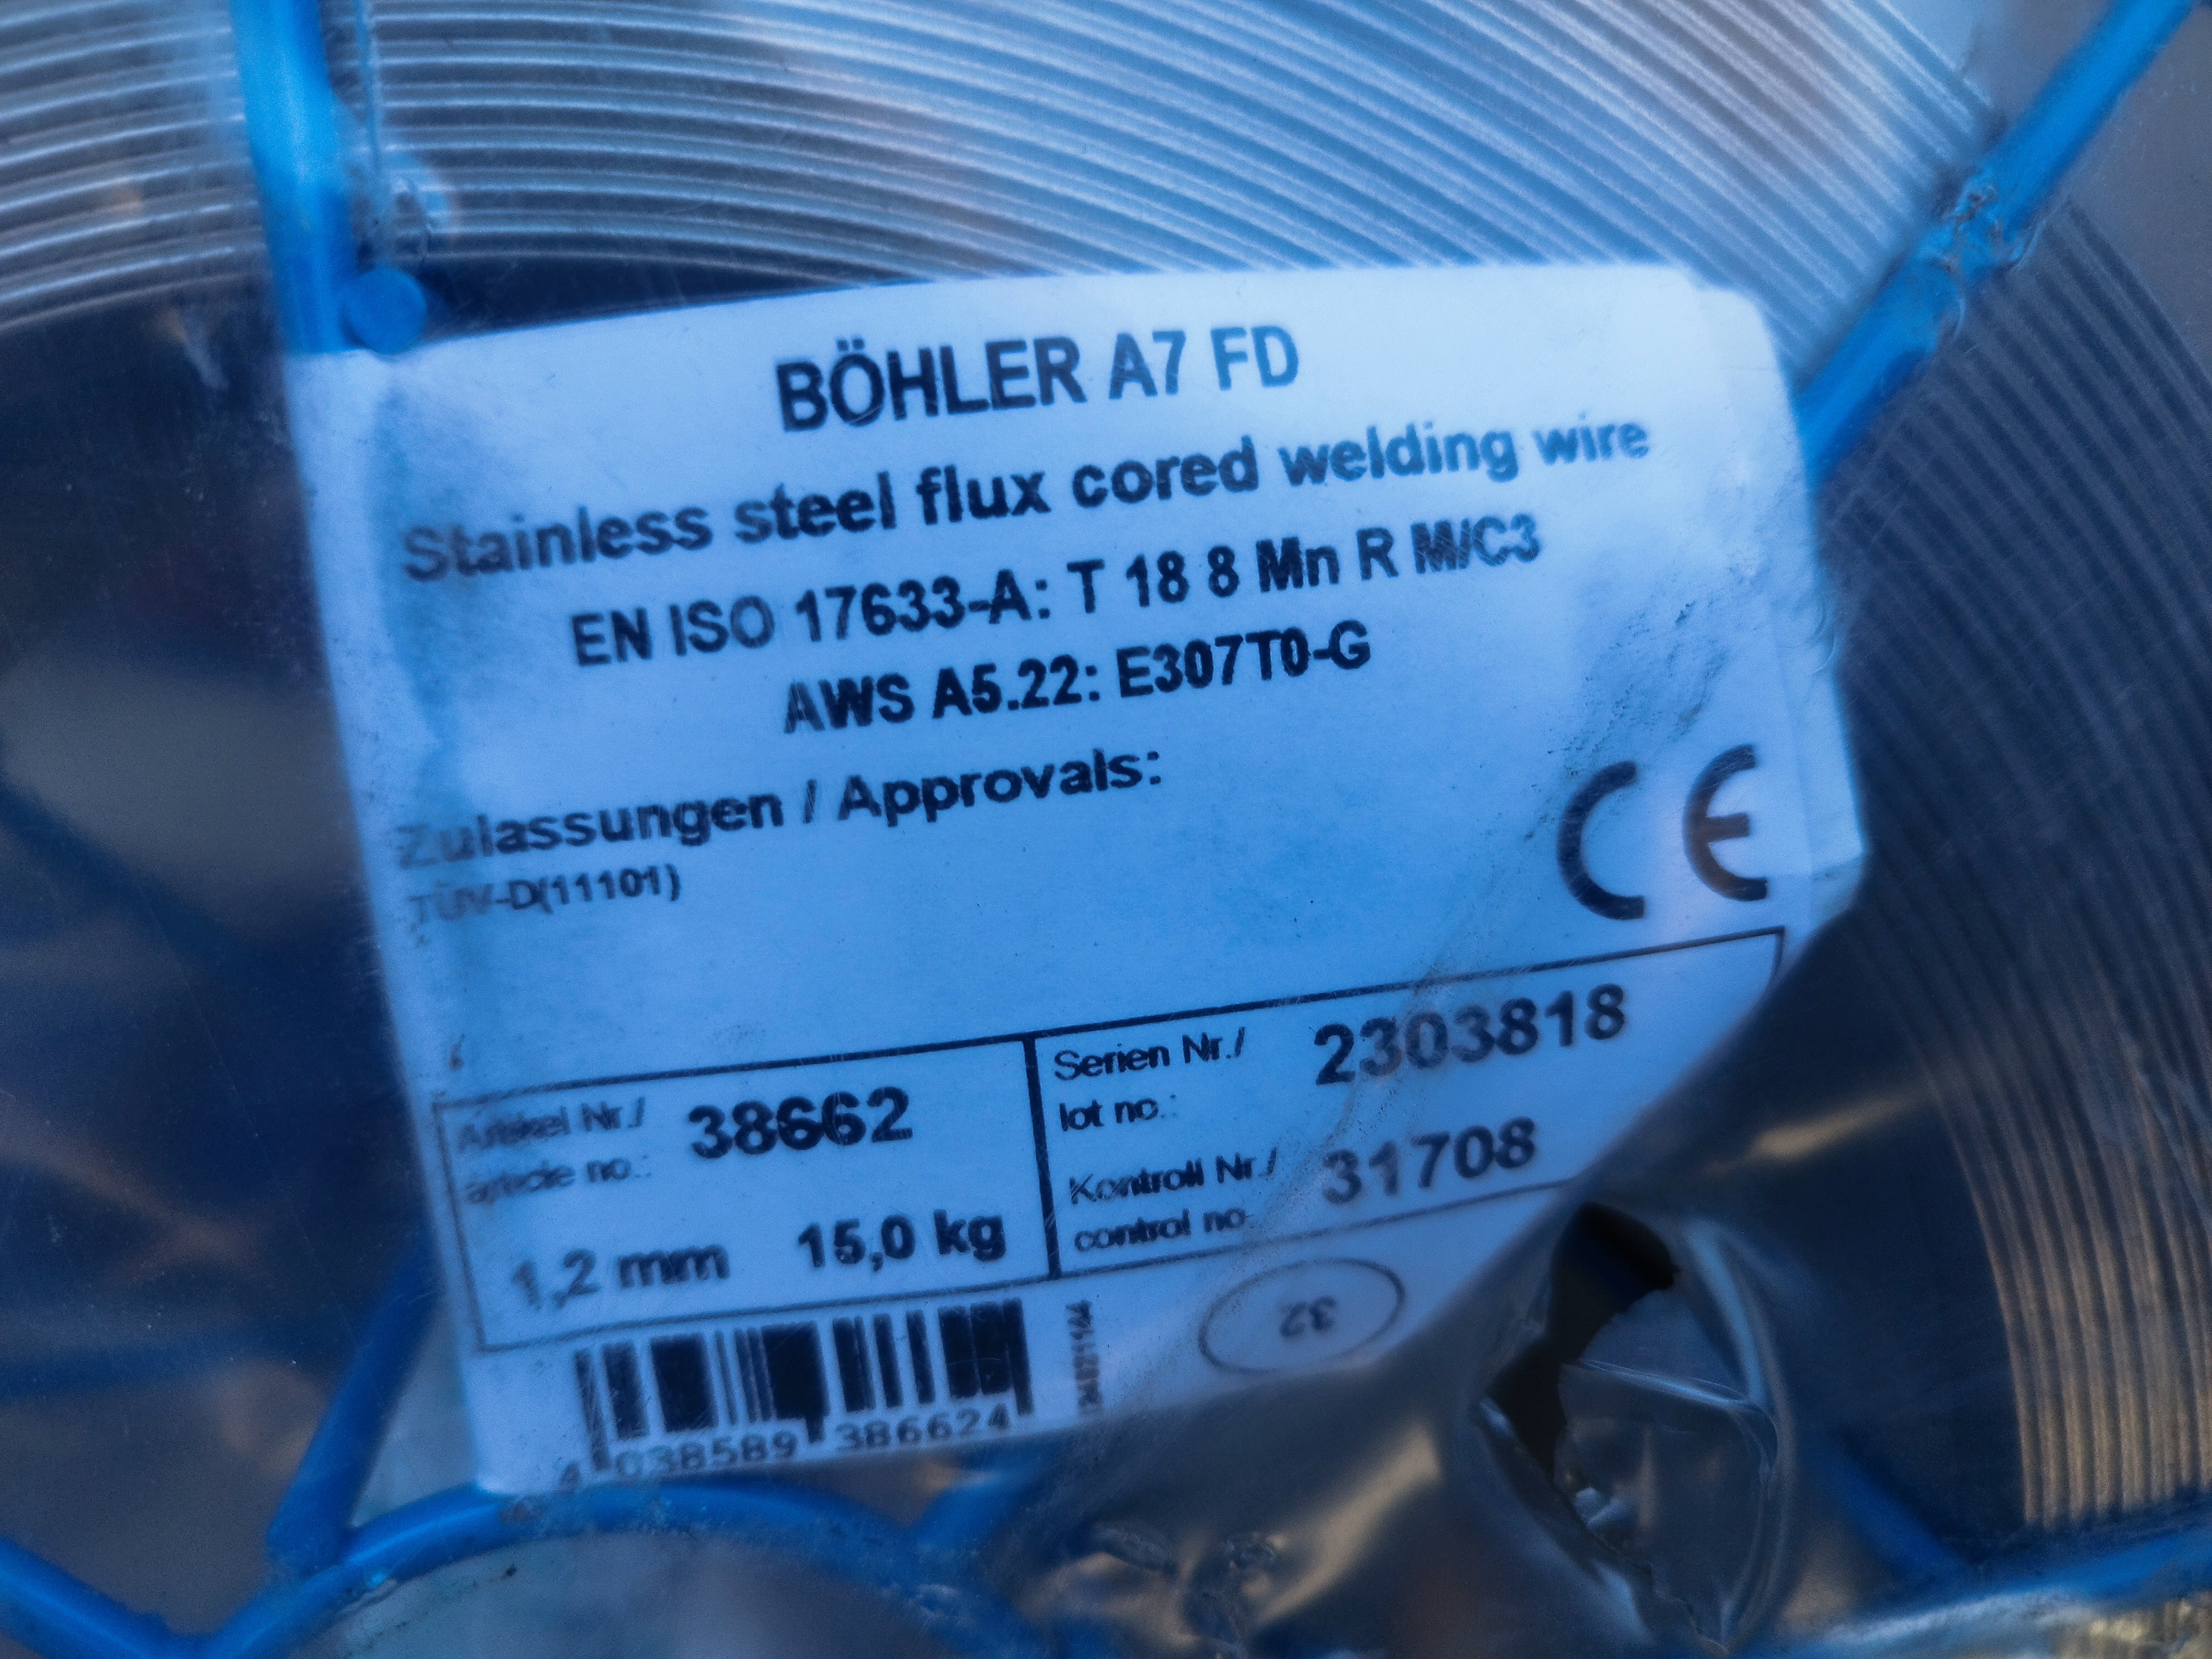 BÖHLER A7 FD
Stainless steel flux cored welding wire
EN ISO 17633-A: T 18 8 Mn R M/C3
AWS A5.22: E307T0-G
Zulassungen / Approvals:
TÜV-D(11101)
CE
Artikel Nr./
article no.: 38662
1,2 mm 15,0 kg
Serien Nr./
lot no.: 2303818
Kontroll Nr./
control no. 31708
32
4 038589 386624